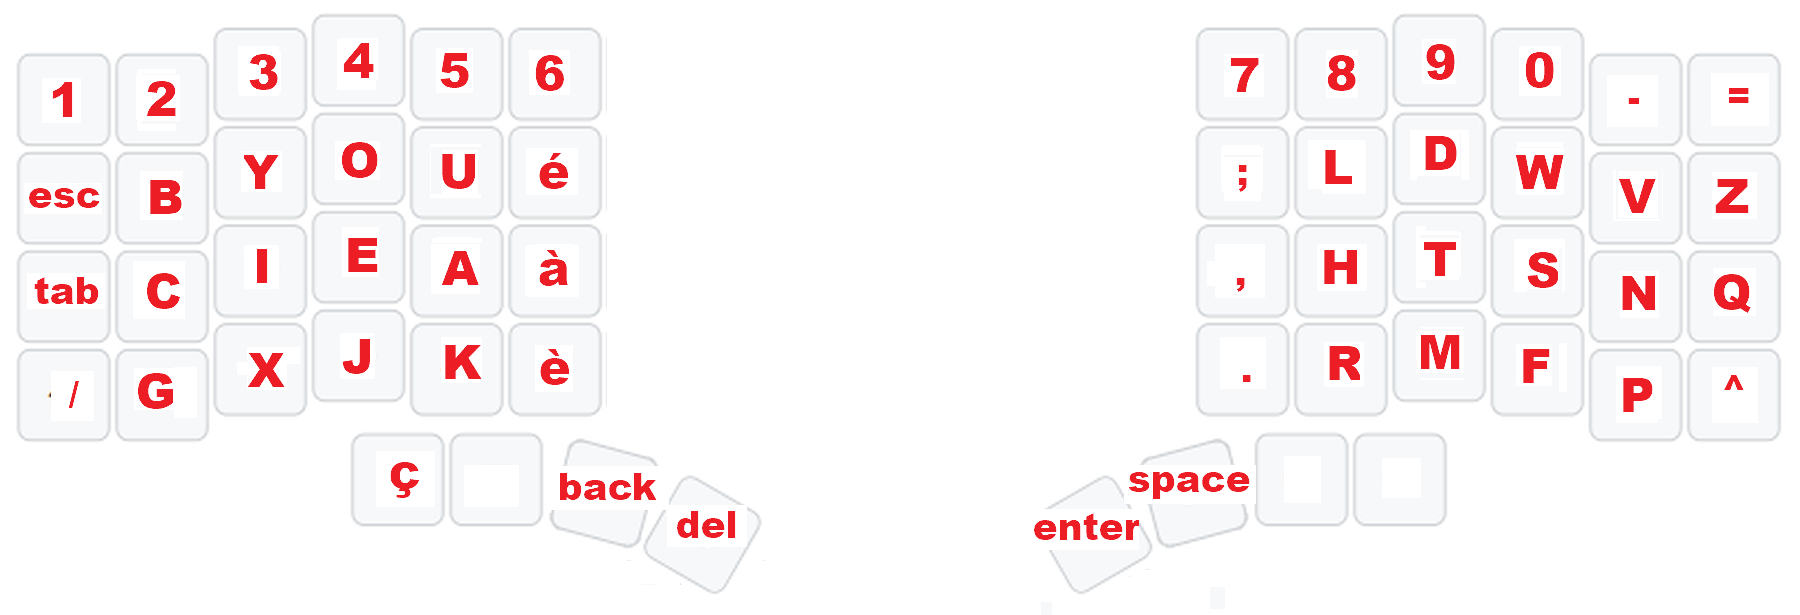 1 2 3 4 5 6 7 8 9 0 - =
esc B Y O U é ; L D W V Z
tab C I E A à , H T S N Q
/ G X J K è . R M F P ^
ç back del enter space